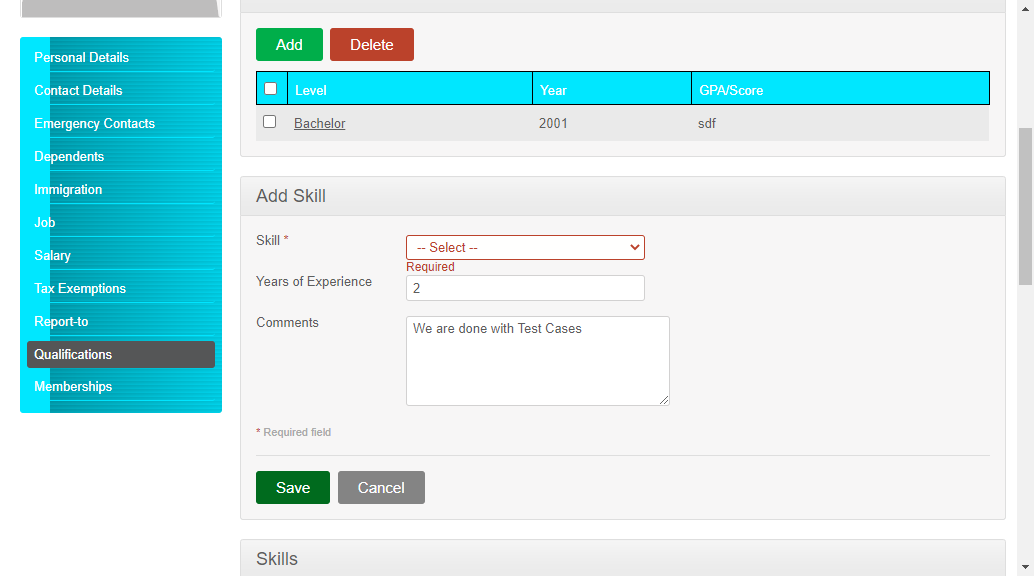 Personal Details
Contact Details
Emergency Contacts
Dependents
Immigration
Job
Salary
Tax Exemptions
Report-to
Qualifications
Memberships
Add Delete
Level Year GPA/Score
Bachelor 2001 sdf
Add Skill
Skill * -- Select --
Required
Years of Experience 2
Comments We are done with Test Cases
* Required field
Save Cancel
Skills